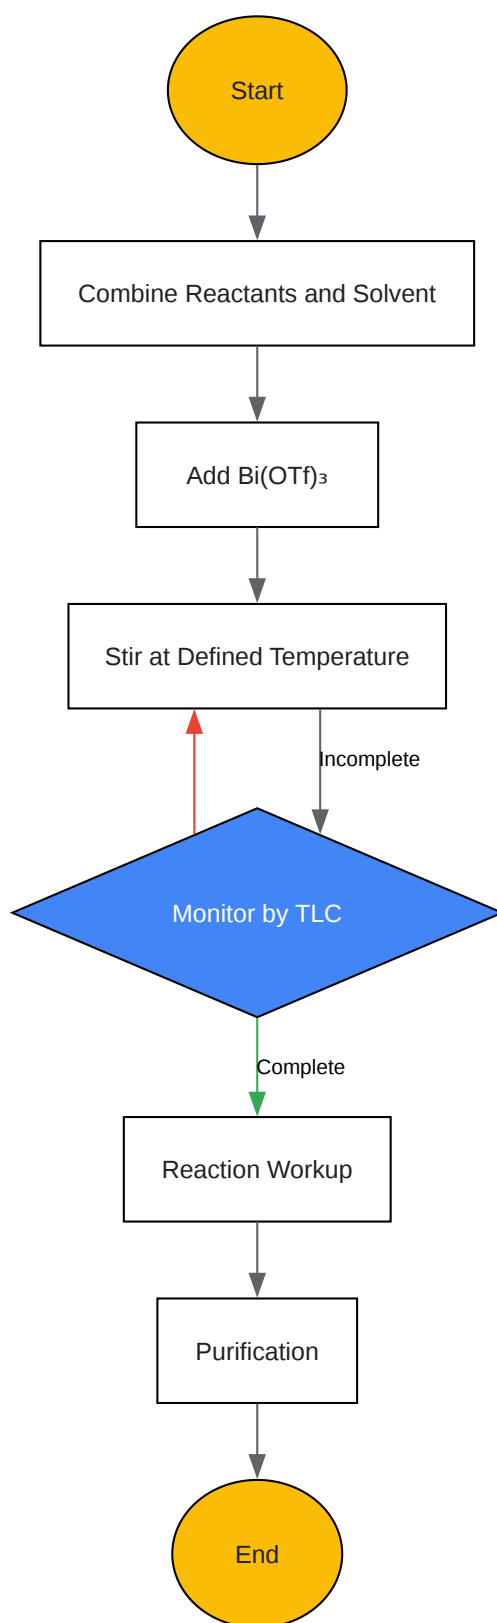 Start
Combine Reactants and Solvent
Add Bi(OTf)₃
Stir at Defined Temperature
Incomplete
Monitor by TLC
Complete
Reaction Workup
Purification
End